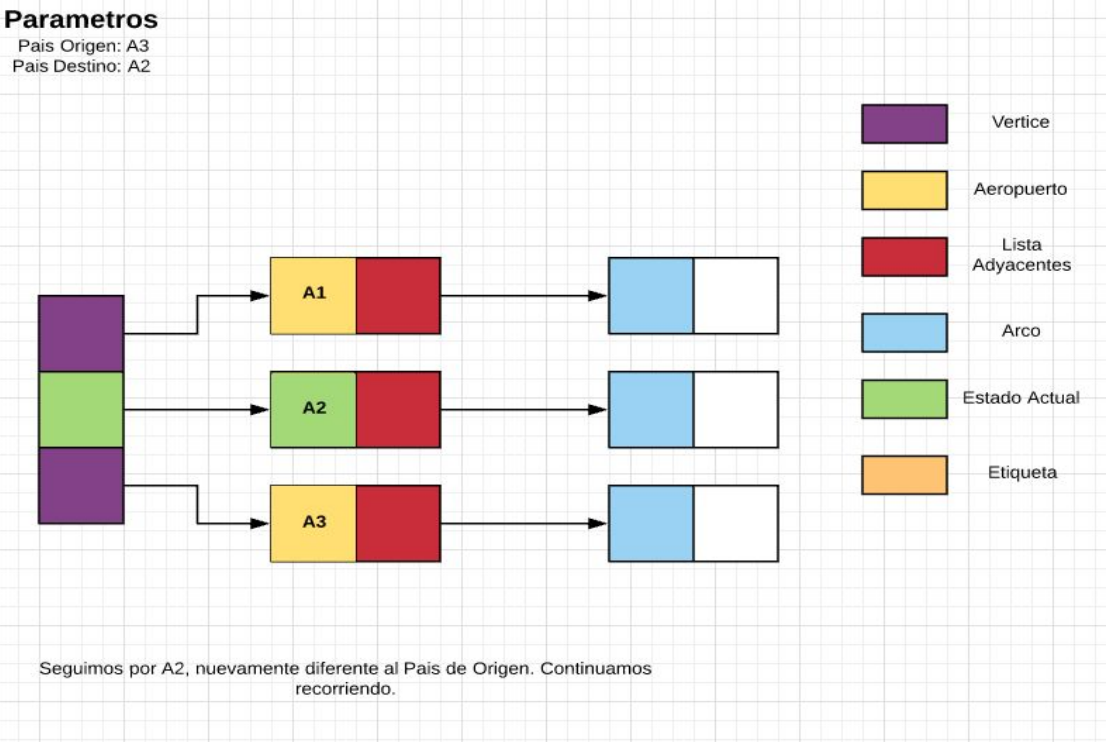 Parametros
Pais Origen: A3
Pais Destino: A2
Vertice
Aeropuerto
Lista
Adyacentes
A1
Arco
A2
Estado Actual
Etiqueta
A3
Seguimos por A2, nuevamente diferente al Pais de Origen. Continuamos
recorriendo.